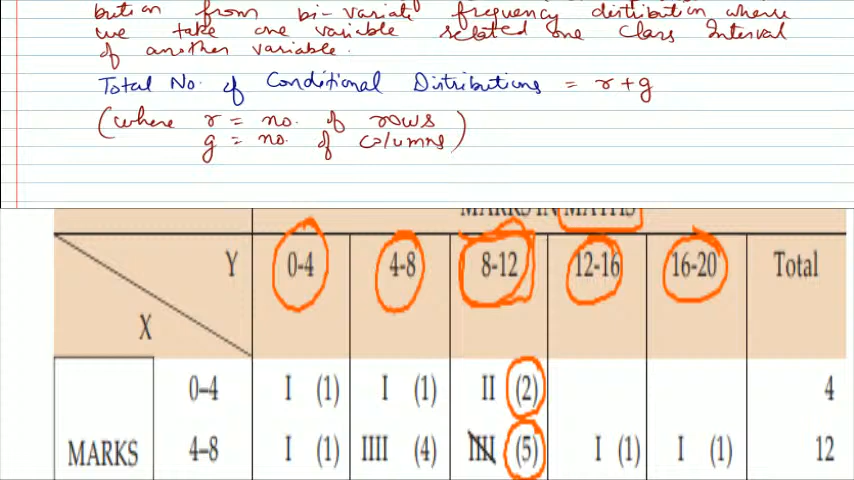 bution from bi-variate frequency distribution where
we take one variable related one Class Interval
of another variable.
Total No. of Conditional Distributions = r + g
(where r = no. of rows
g = no. of columns)
MARKS IN MATHS
Y 0-4 4-8 8-12 12-16 16-20 Total
X
0–4 I (1) I (1) II (2) 4
MARKS 4–8 I (1) IIII (4) IIII (5) I (1) I (1) 12